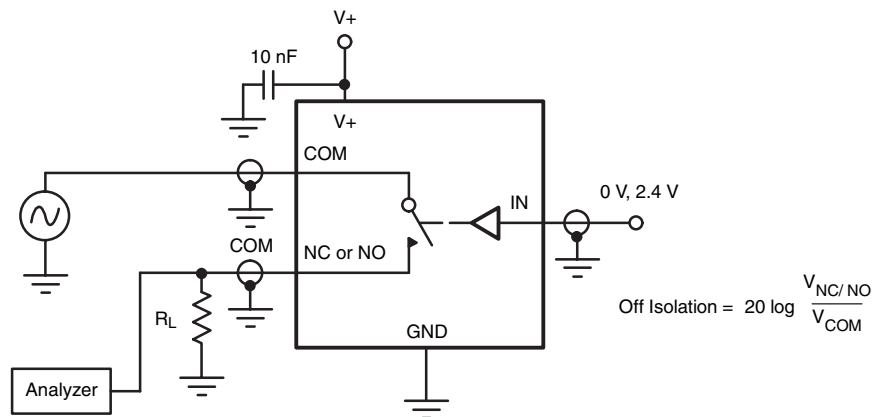 V+
10 nF
V+
COM
0 V, 2.4 V
IN
COM
NC or NO
Off Isolation = 20 log V_NC/NO / V_COM
R_L
GND
Analyzer